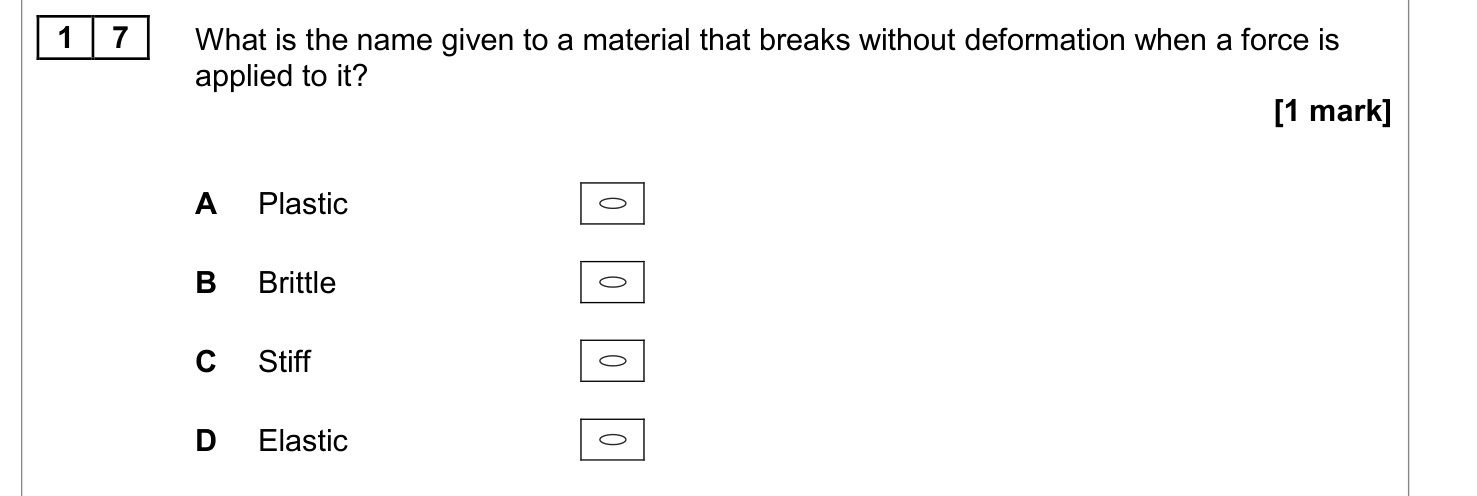 1 7 What is the name given to a material that breaks without deformation when a force is
applied to it?
[1 mark]
A Plastic
B Brittle
C Stiff
D Elastic